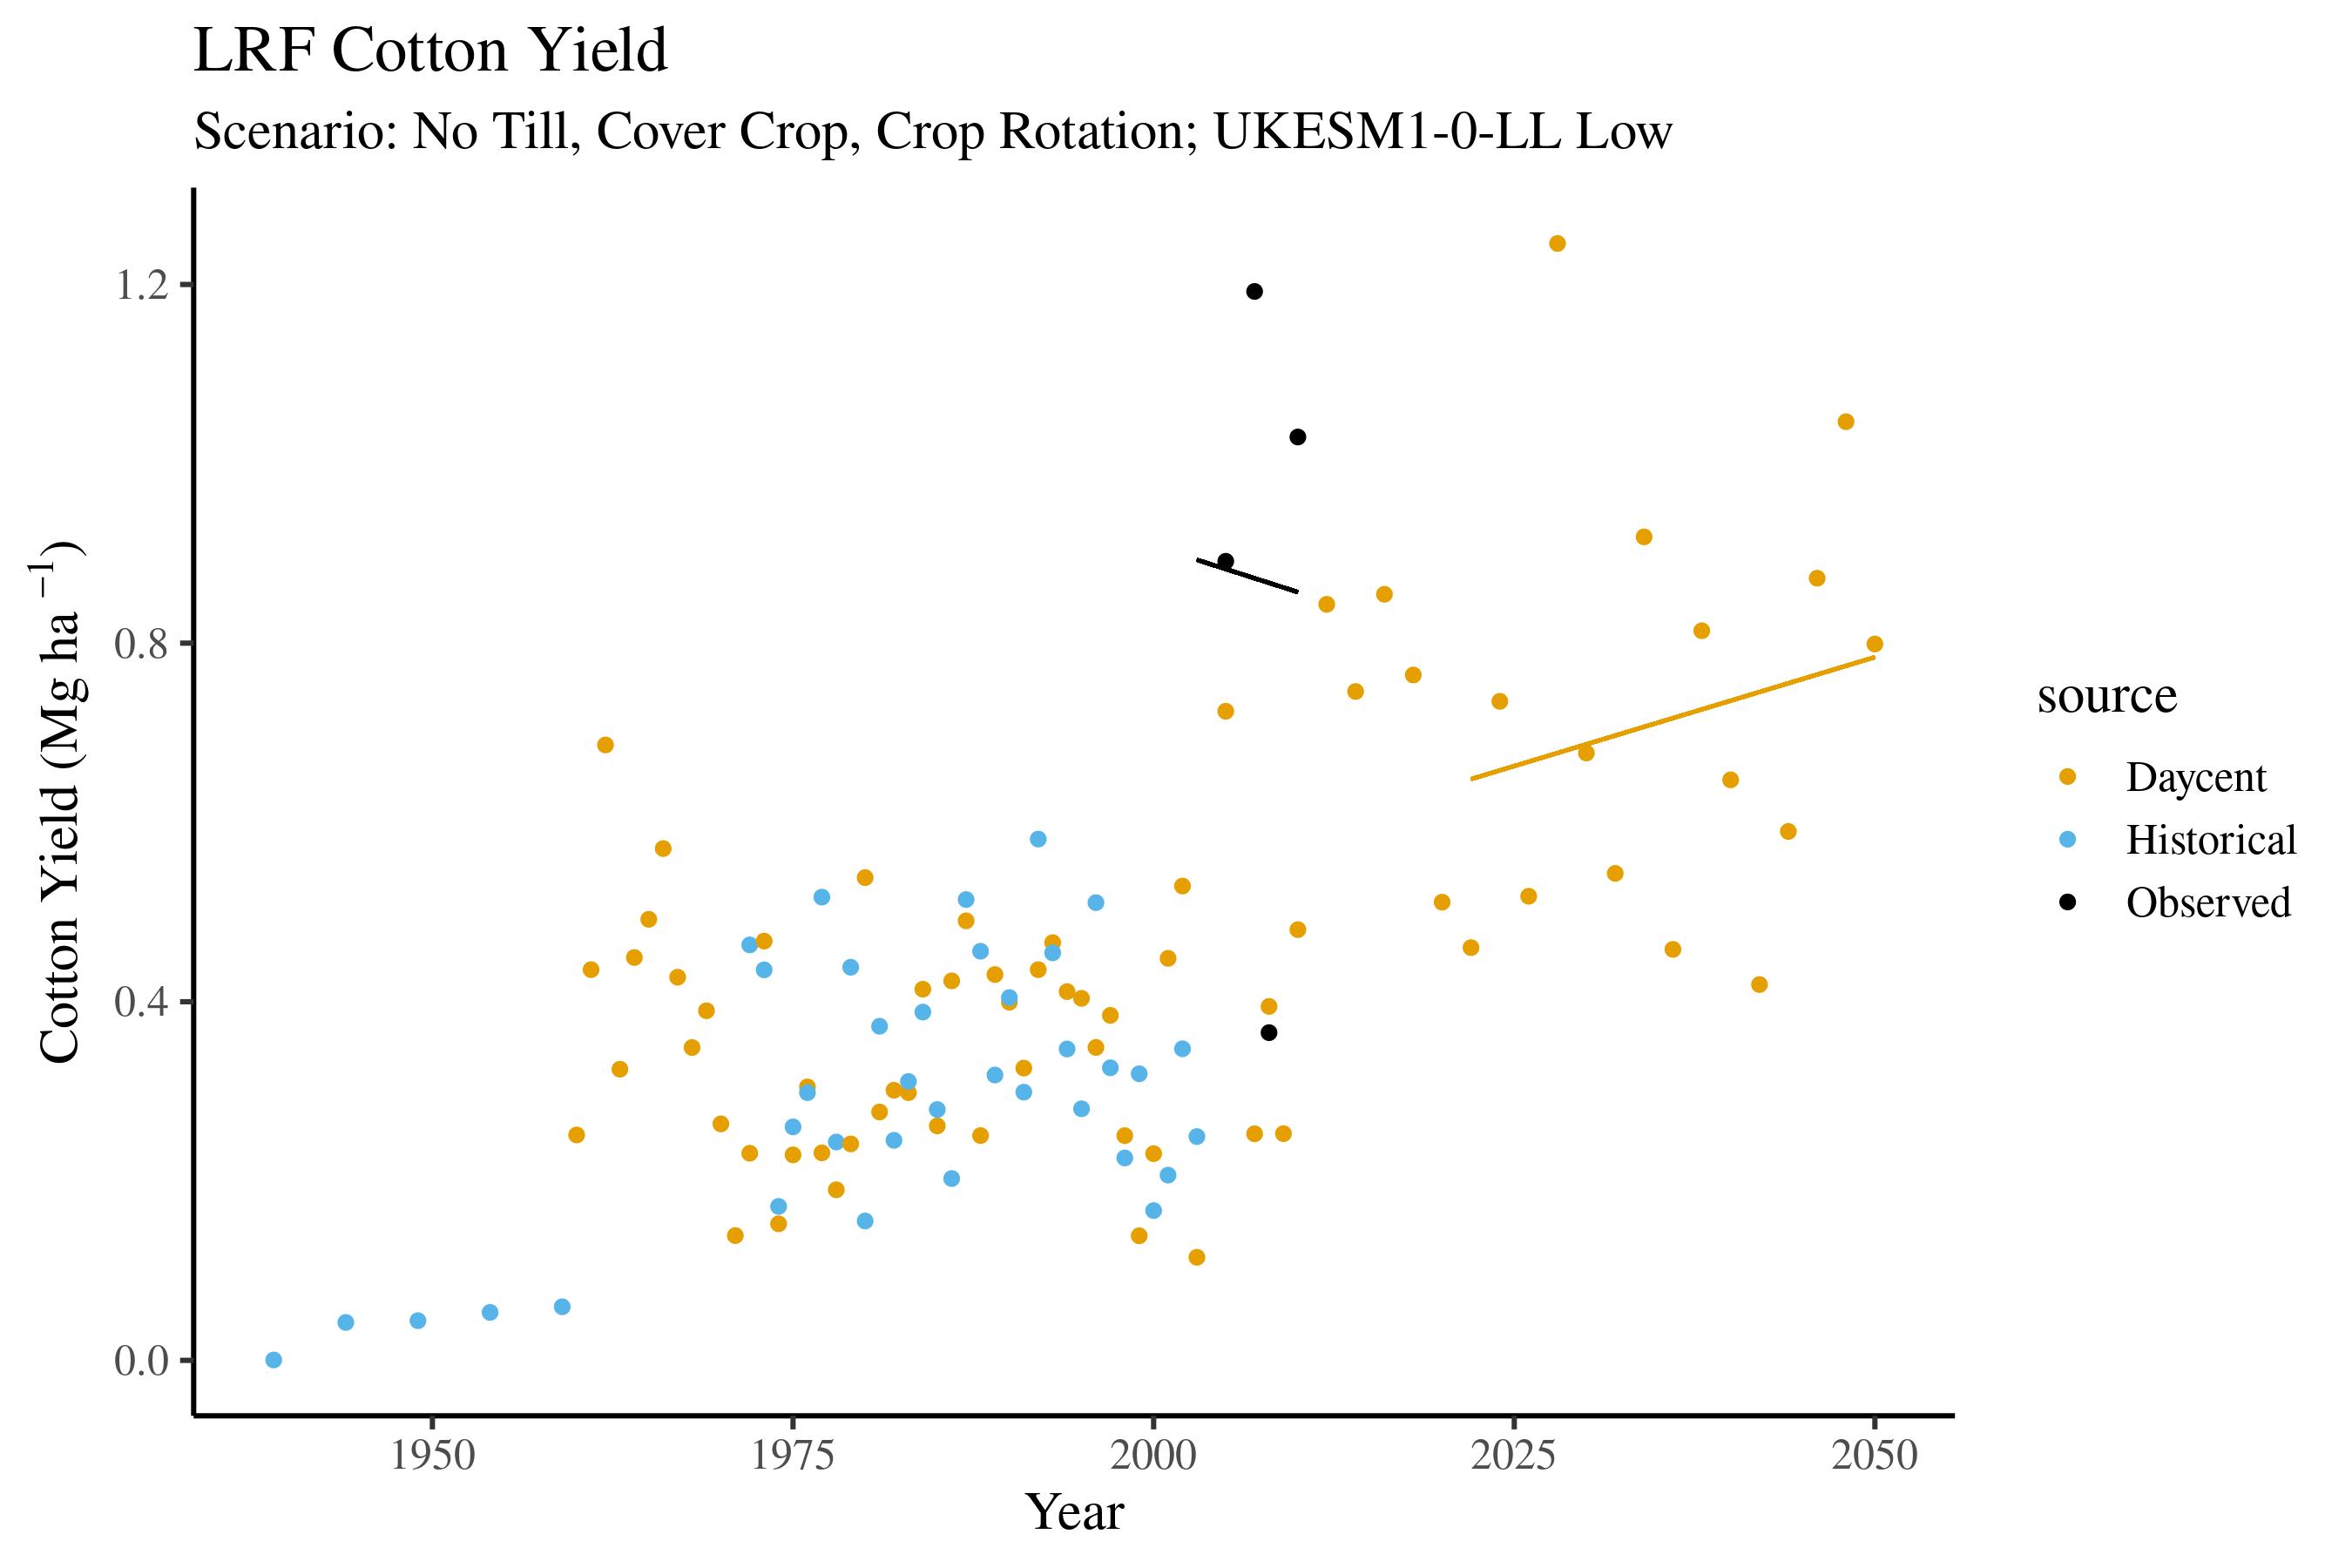 LRF Cotton Yield
Scenario: No Till, Cover Crop, Crop Rotation; UKESM1-0-LL Low
Cotton Yield (Mg ha⁻¹)
1.2
0.8
0.4
0.0
1950 1975 2000 2025 2050
Year
source
Daycent
Historical
Observed